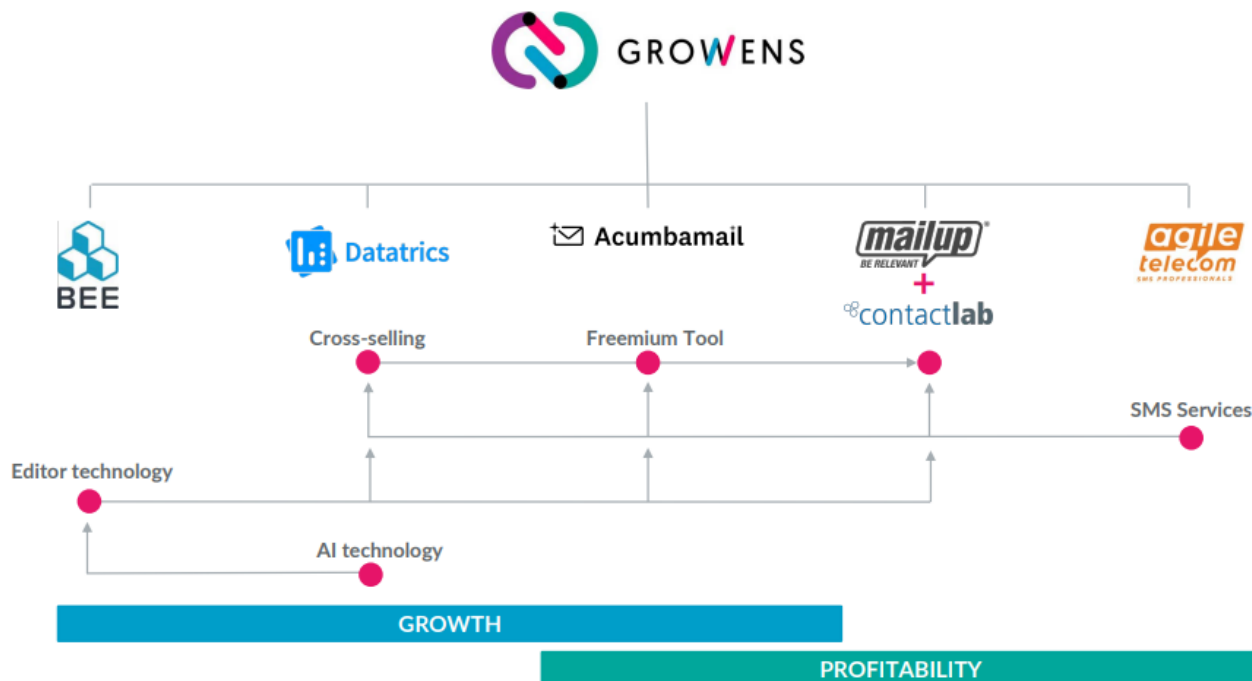 GROWENS
BEE
Datatrics
Acumbamail
mailup®
BE RELEVANT
+
contactlab
agile
telecom
SMS PROFESSIONALS
Cross-selling
Freemium Tool
SMS Services
Editor technology
AI technology
GROWTH
PROFITABILITY